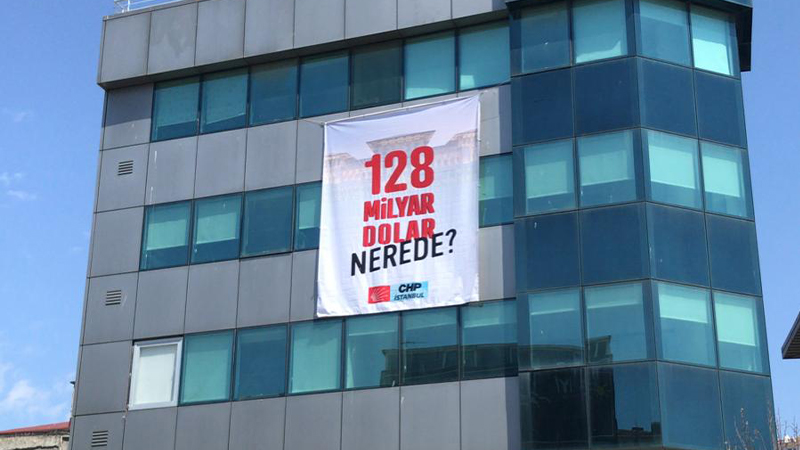 128
MİLYAR
DOLAR
NEREDE?
CHP
İSTANBUL